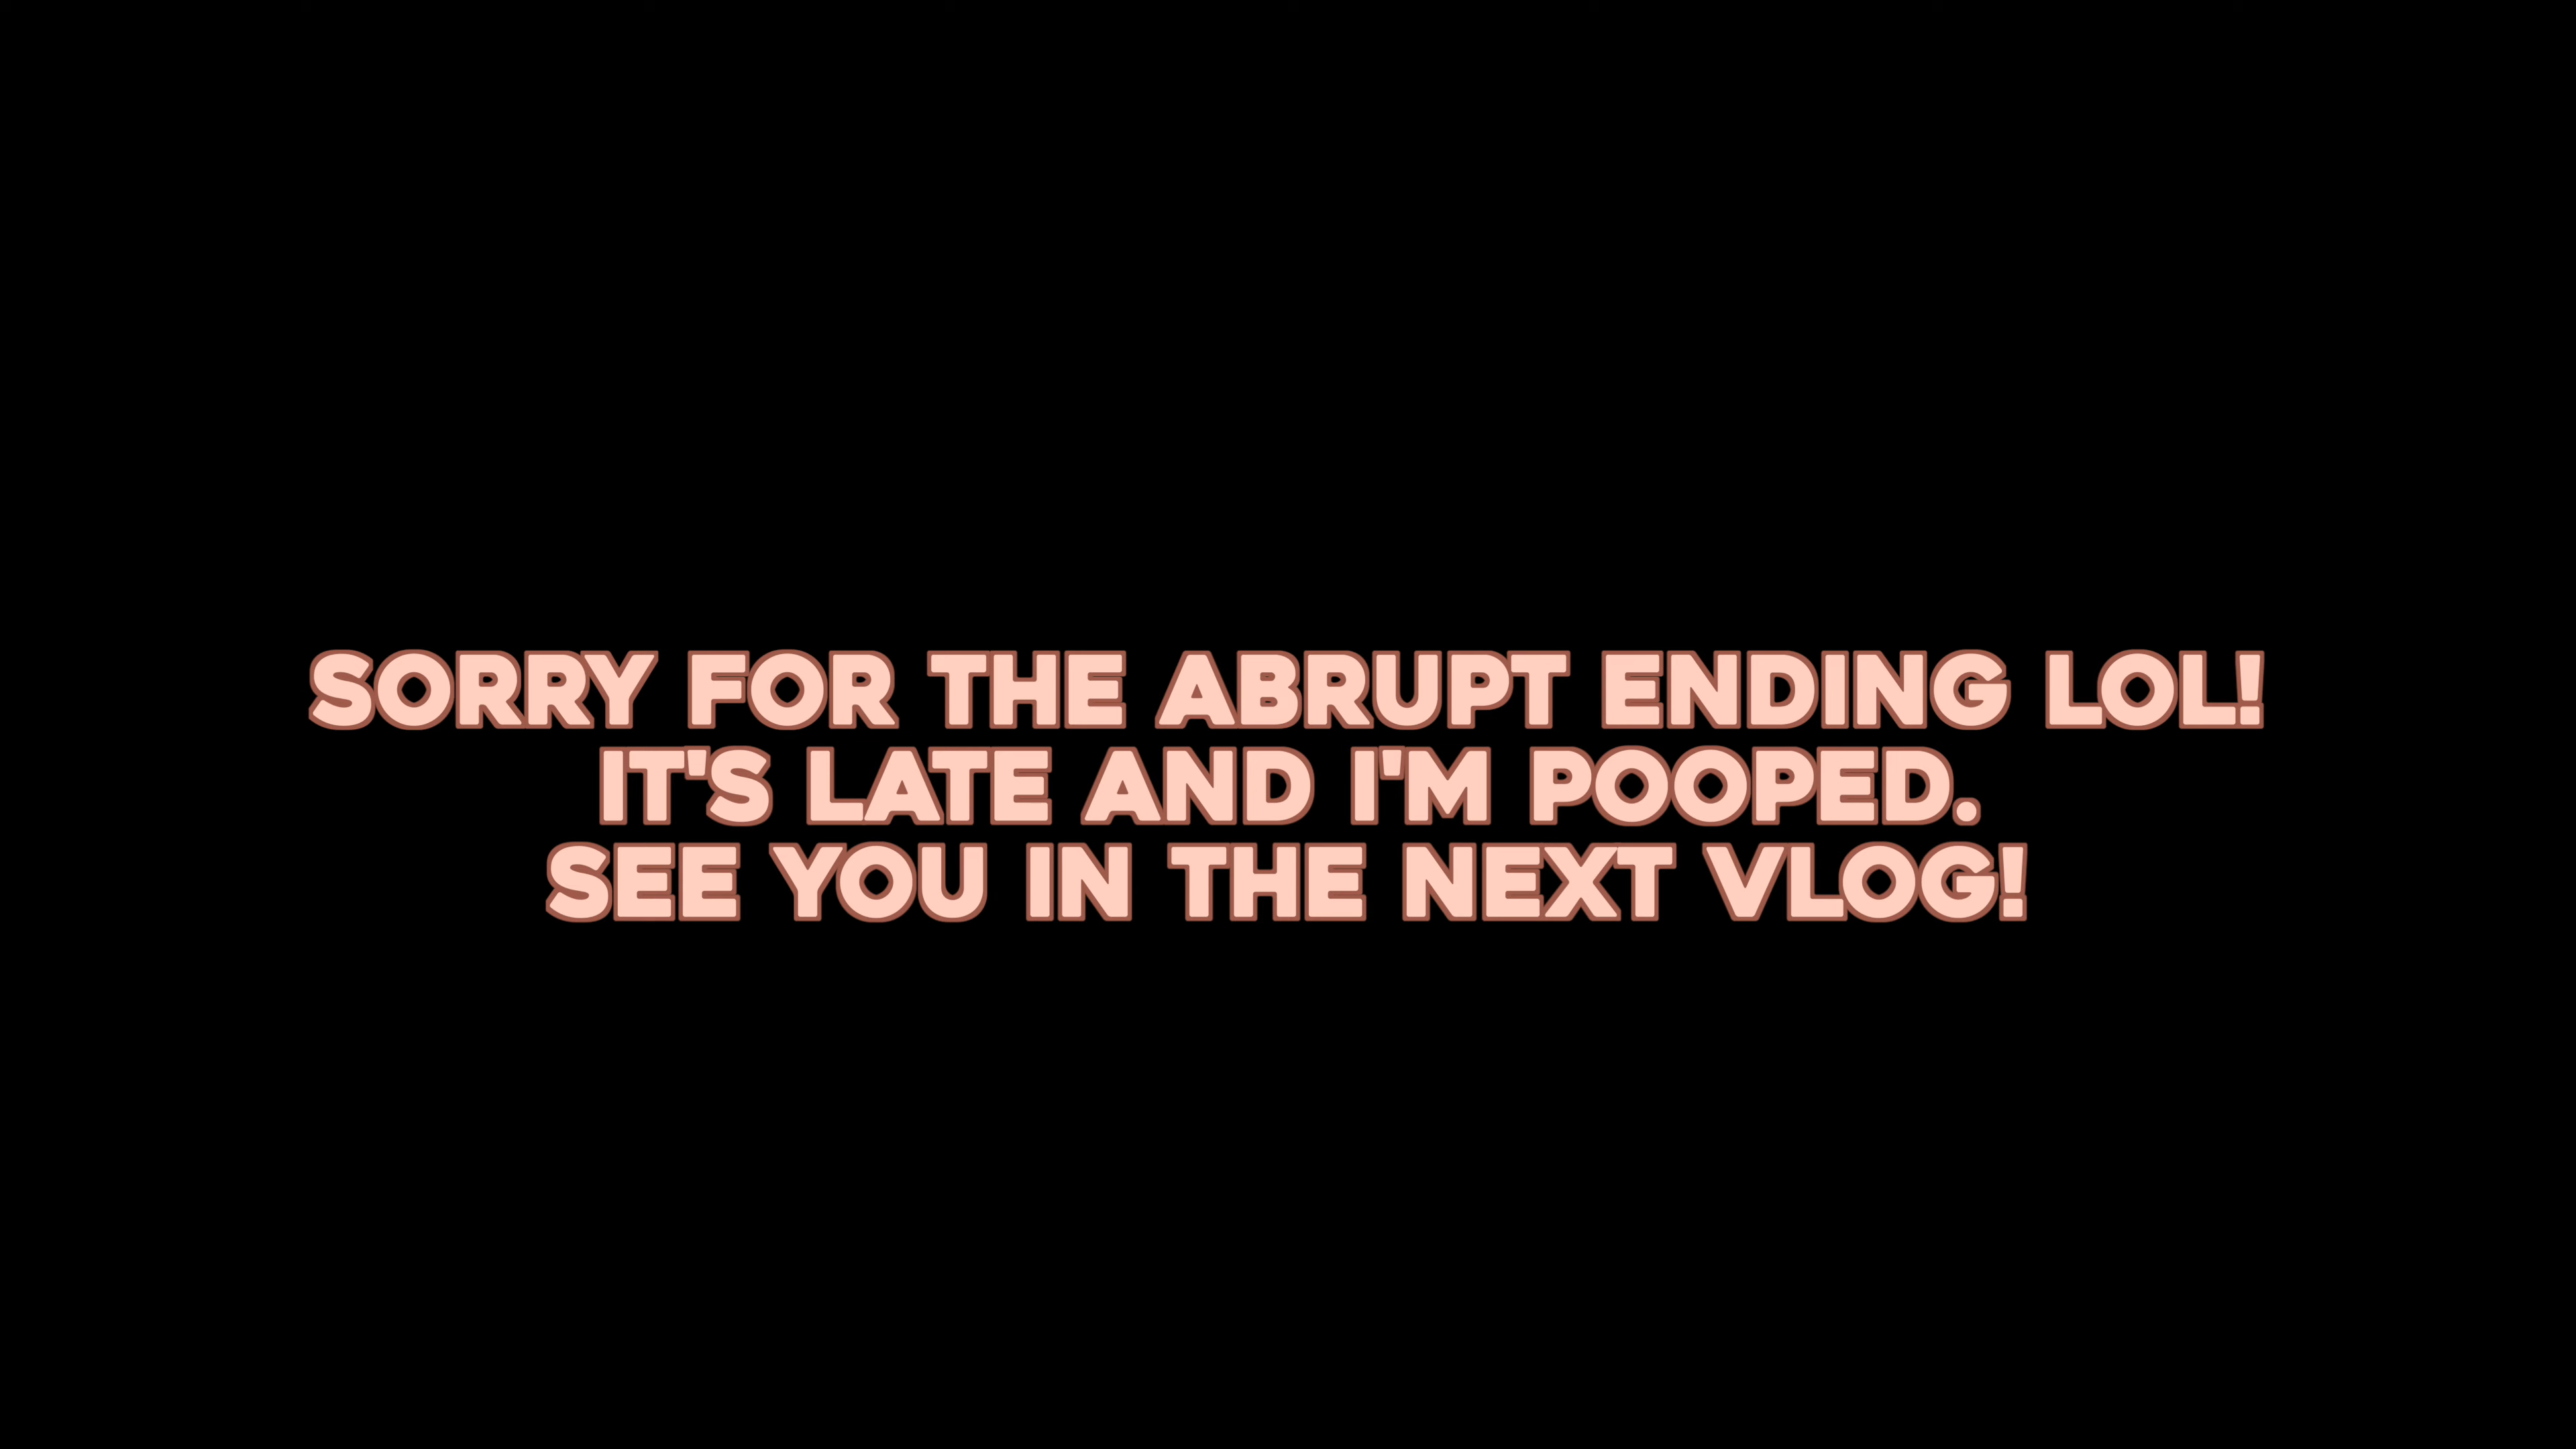 SORRY FOR THE ABRUPT ENDING LOL!
IT'S LATE AND I'M POOPED.
SEE YOU IN THE NEXT VLOG!